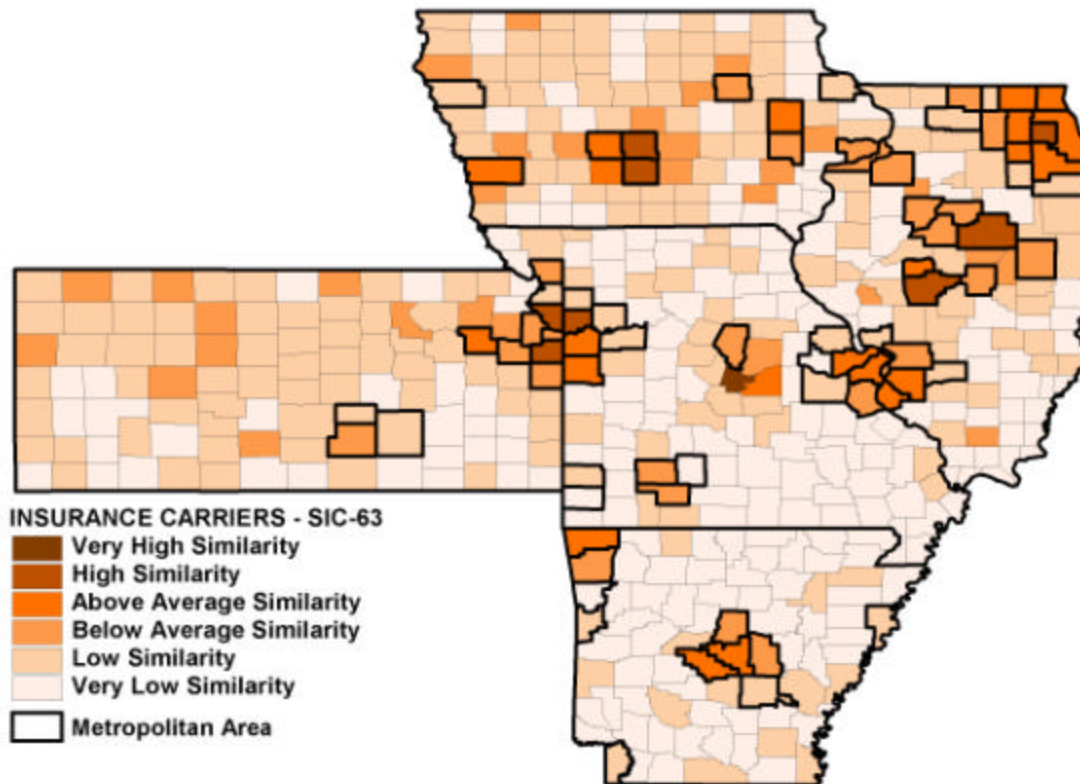 INSURANCE CARRIERS - SIC-63
Very High Similarity
High Similarity
Above Average Similarity
Below Average Similarity
Low Similarity
Very Low Similarity
Metropolitan Area